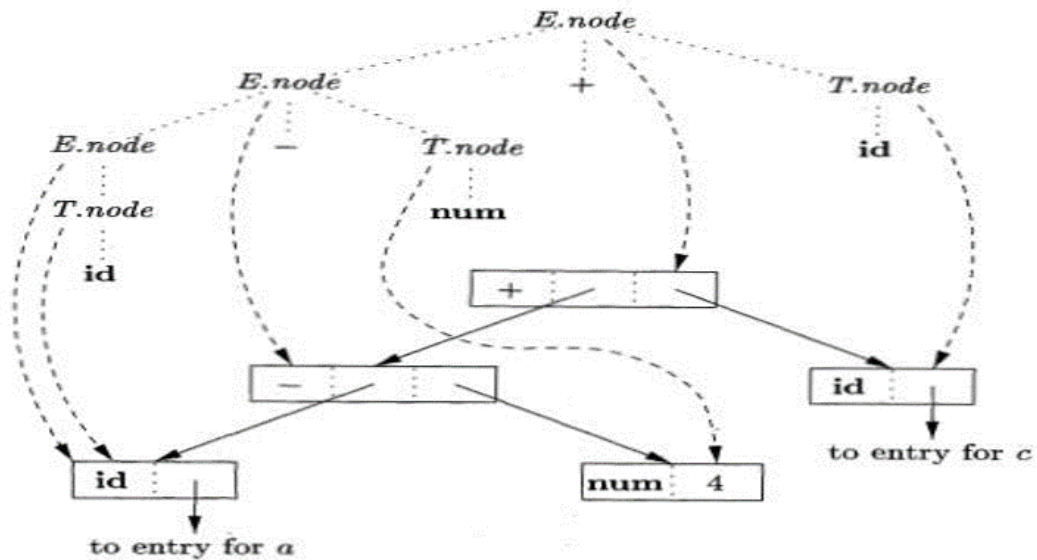 E.node
E.node + T.node
E.node − T.node id
T.node num
id
+
− id
to entry for c
id num 4
to entry for a